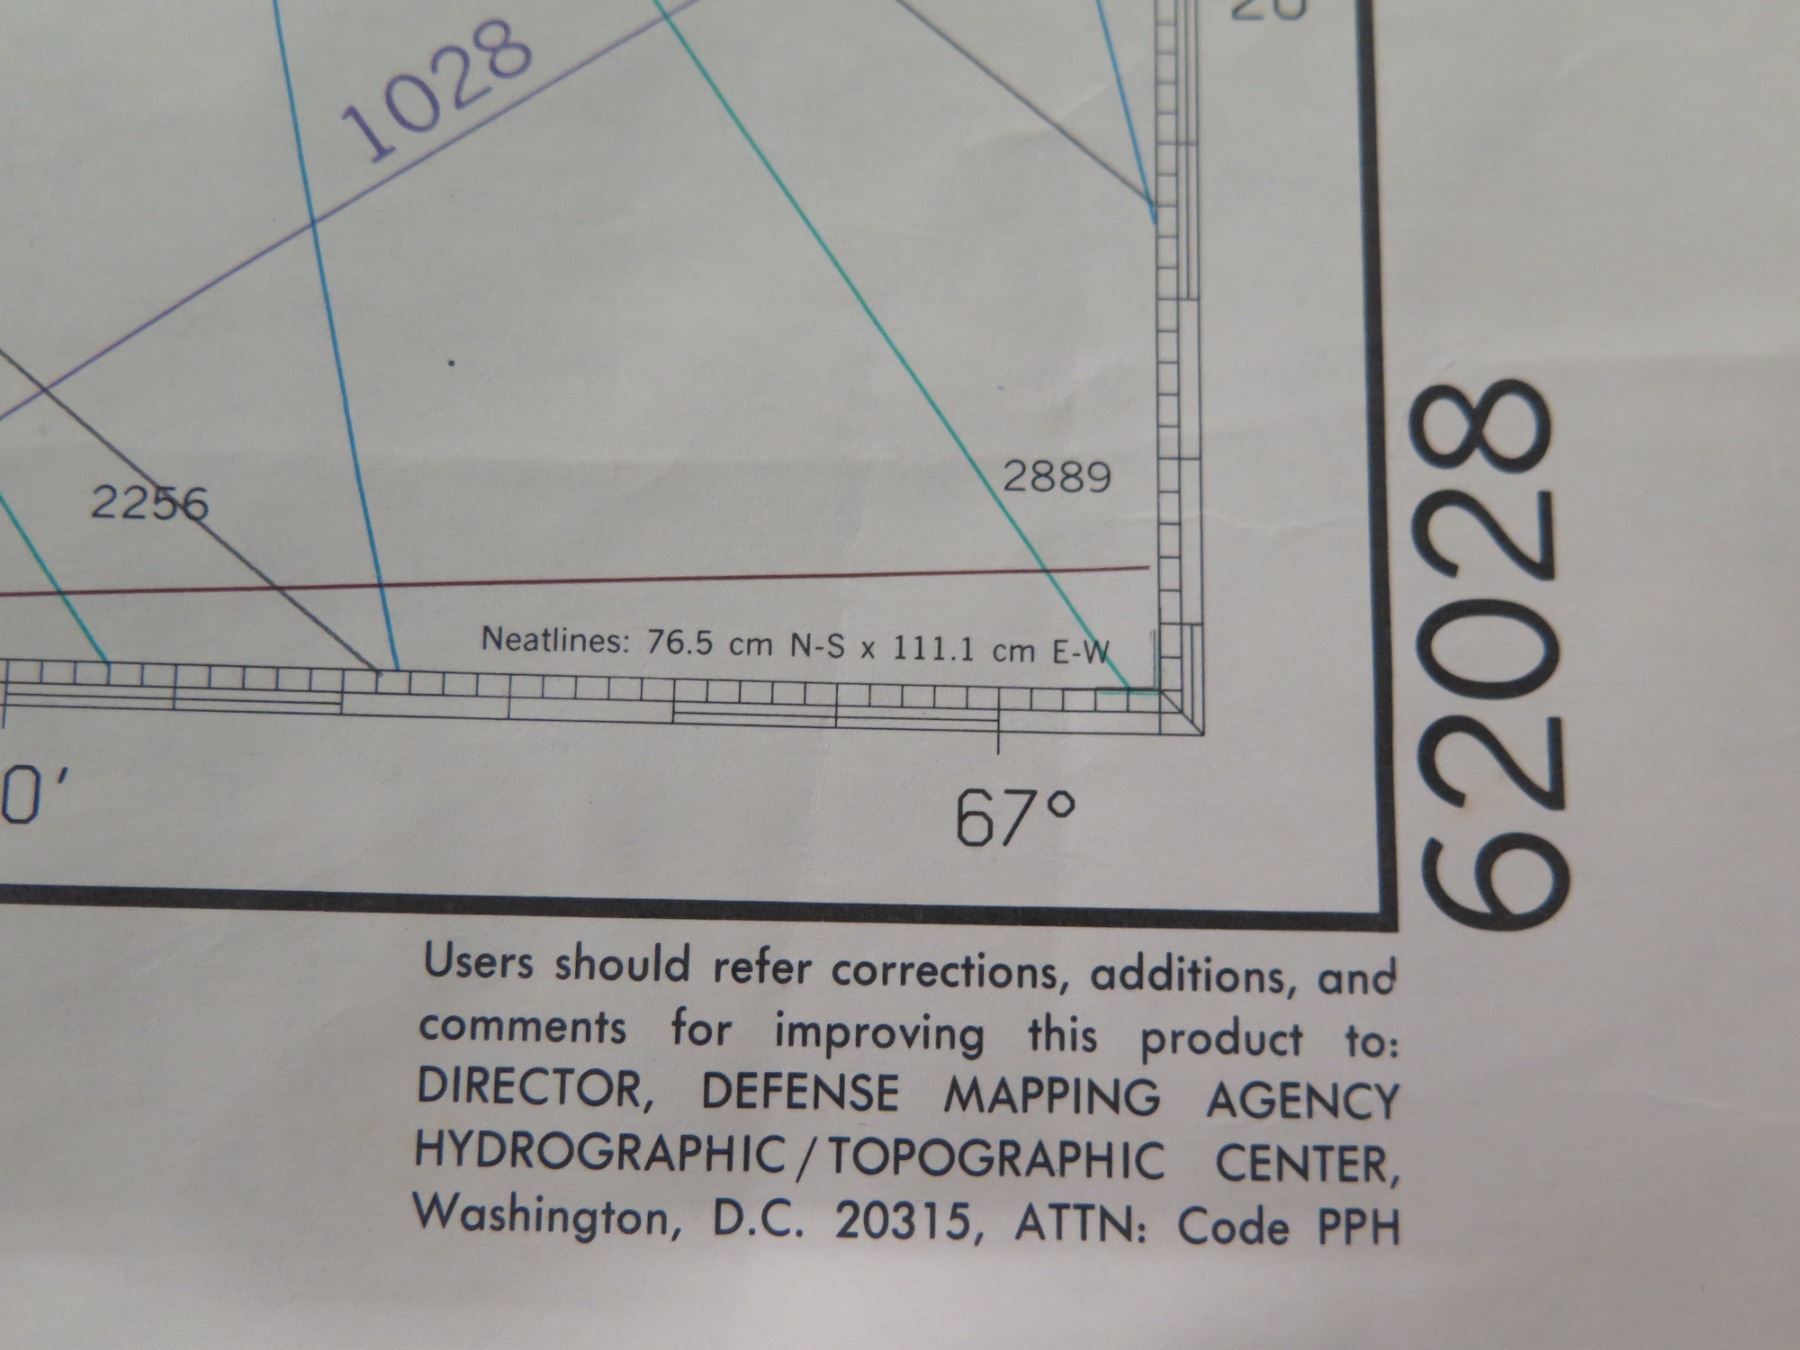 20
1028
2256
2889
Neatlines: 76.5 cm N-S x 111.1 cm E-W
0'
67°
62028
Users should refer corrections, additions, and
comments for improving this product to:
DIRECTOR, DEFENSE MAPPING AGENCY
HYDROGRAPHIC/TOPOGRAPHIC CENTER,
Washington, D.C. 20315, ATTN: Code PPH